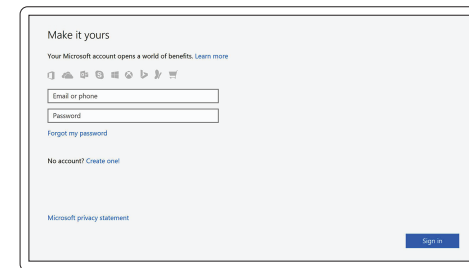 Make it yours
Your Microsoft account opens a world of benefits. Learn more
Email or phone
Password
Forgot my password
No account? Create one!
Microsoft privacy statement
Sign in